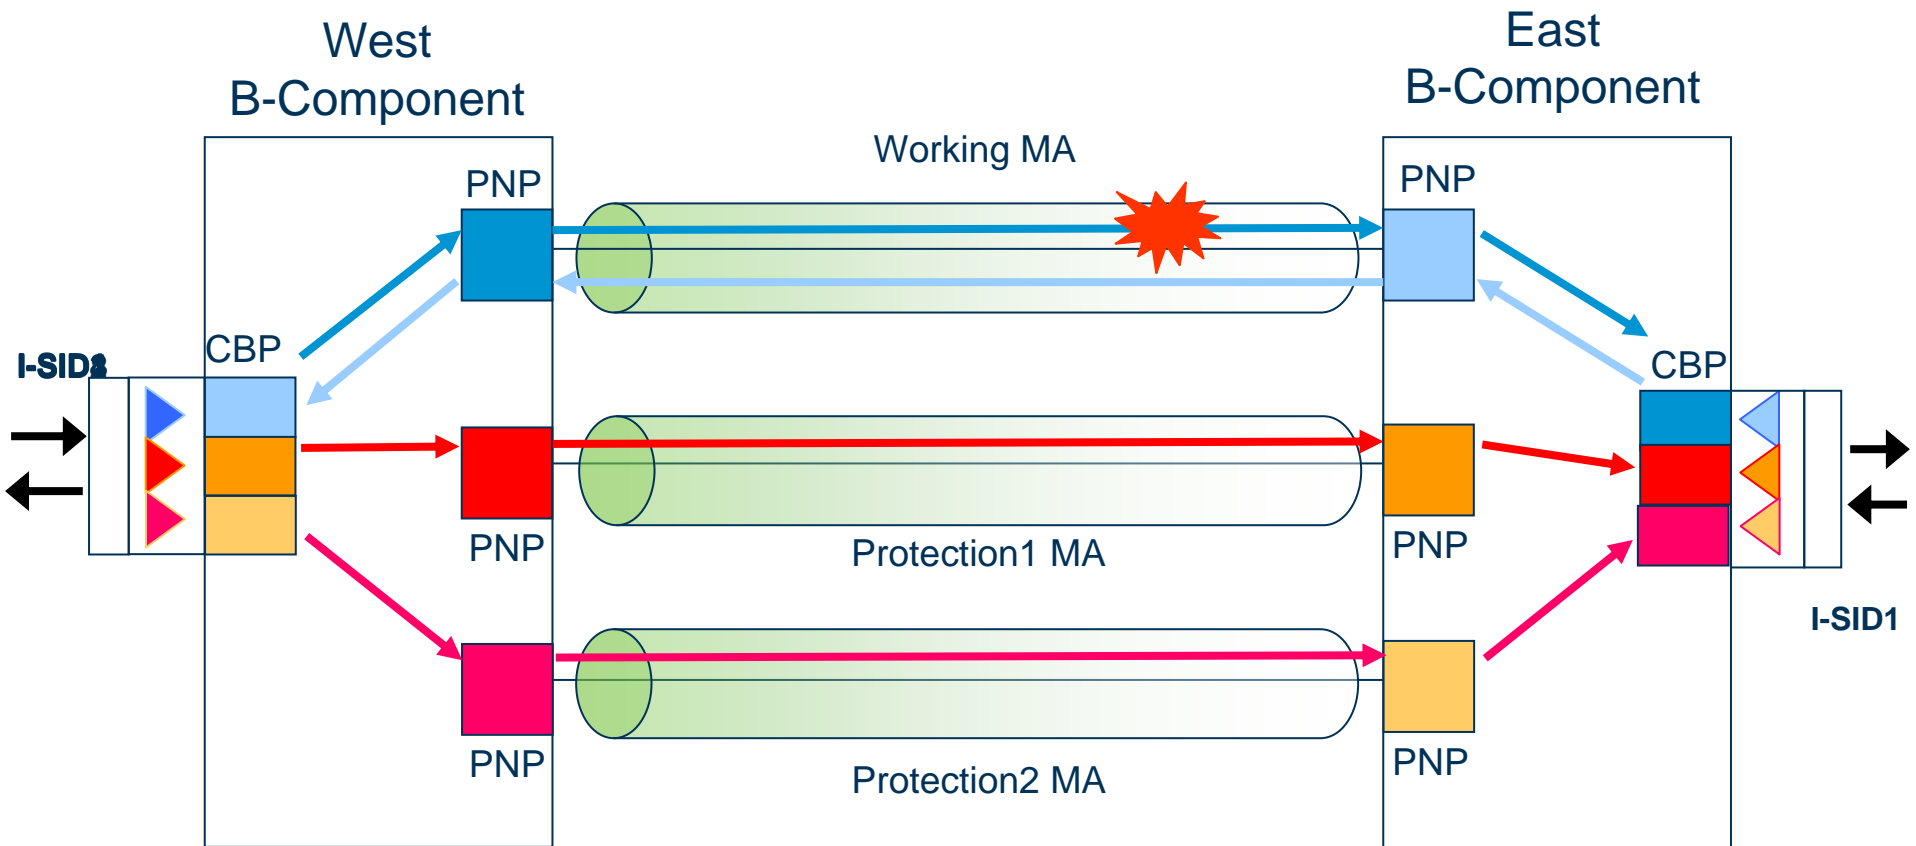 West
B-Component
East
B-Component
Working MA
PNP
PNP
CBP
CBP
PNP
Protection1 MA
PNP
I-SID1
PNP
Protection2 MA
PNP